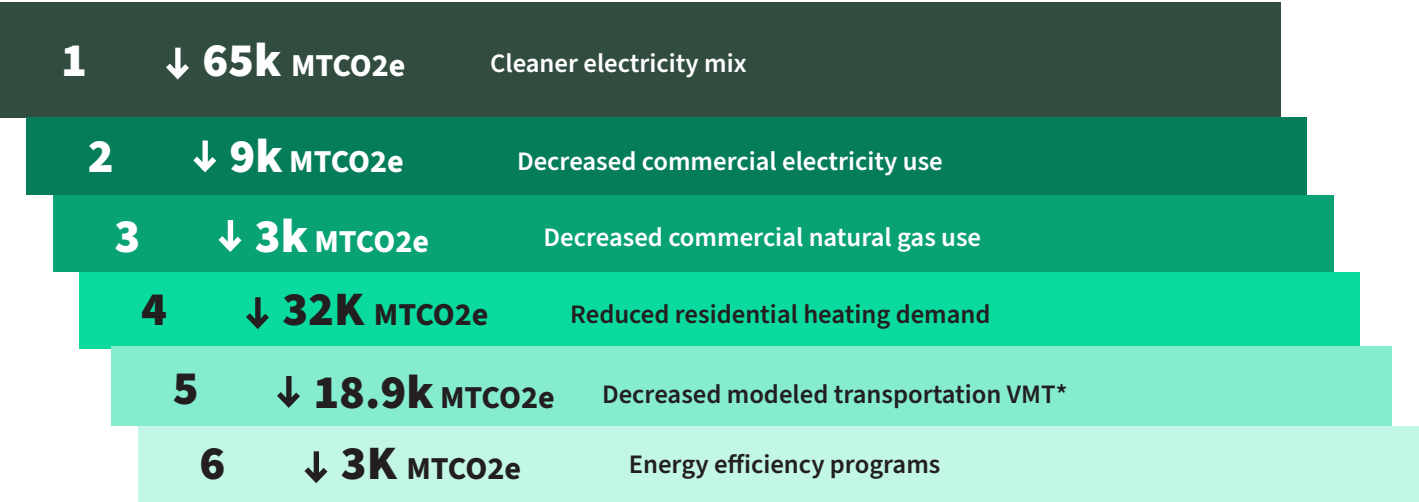 1 ↓ 65k MTCO2e Cleaner electricity mix
2 ↓ 9k MTCO2e Decreased commercial electricity use
3 ↓ 3k MTCO2e Decreased commercial natural gas use
4 ↓ 32K MTCO2e Reduced residential heating demand
5 ↓ 18.9k MTCO2e Decreased modeled transportation VMT*
6 ↓ 3K MTCO2e Energy efficiency programs